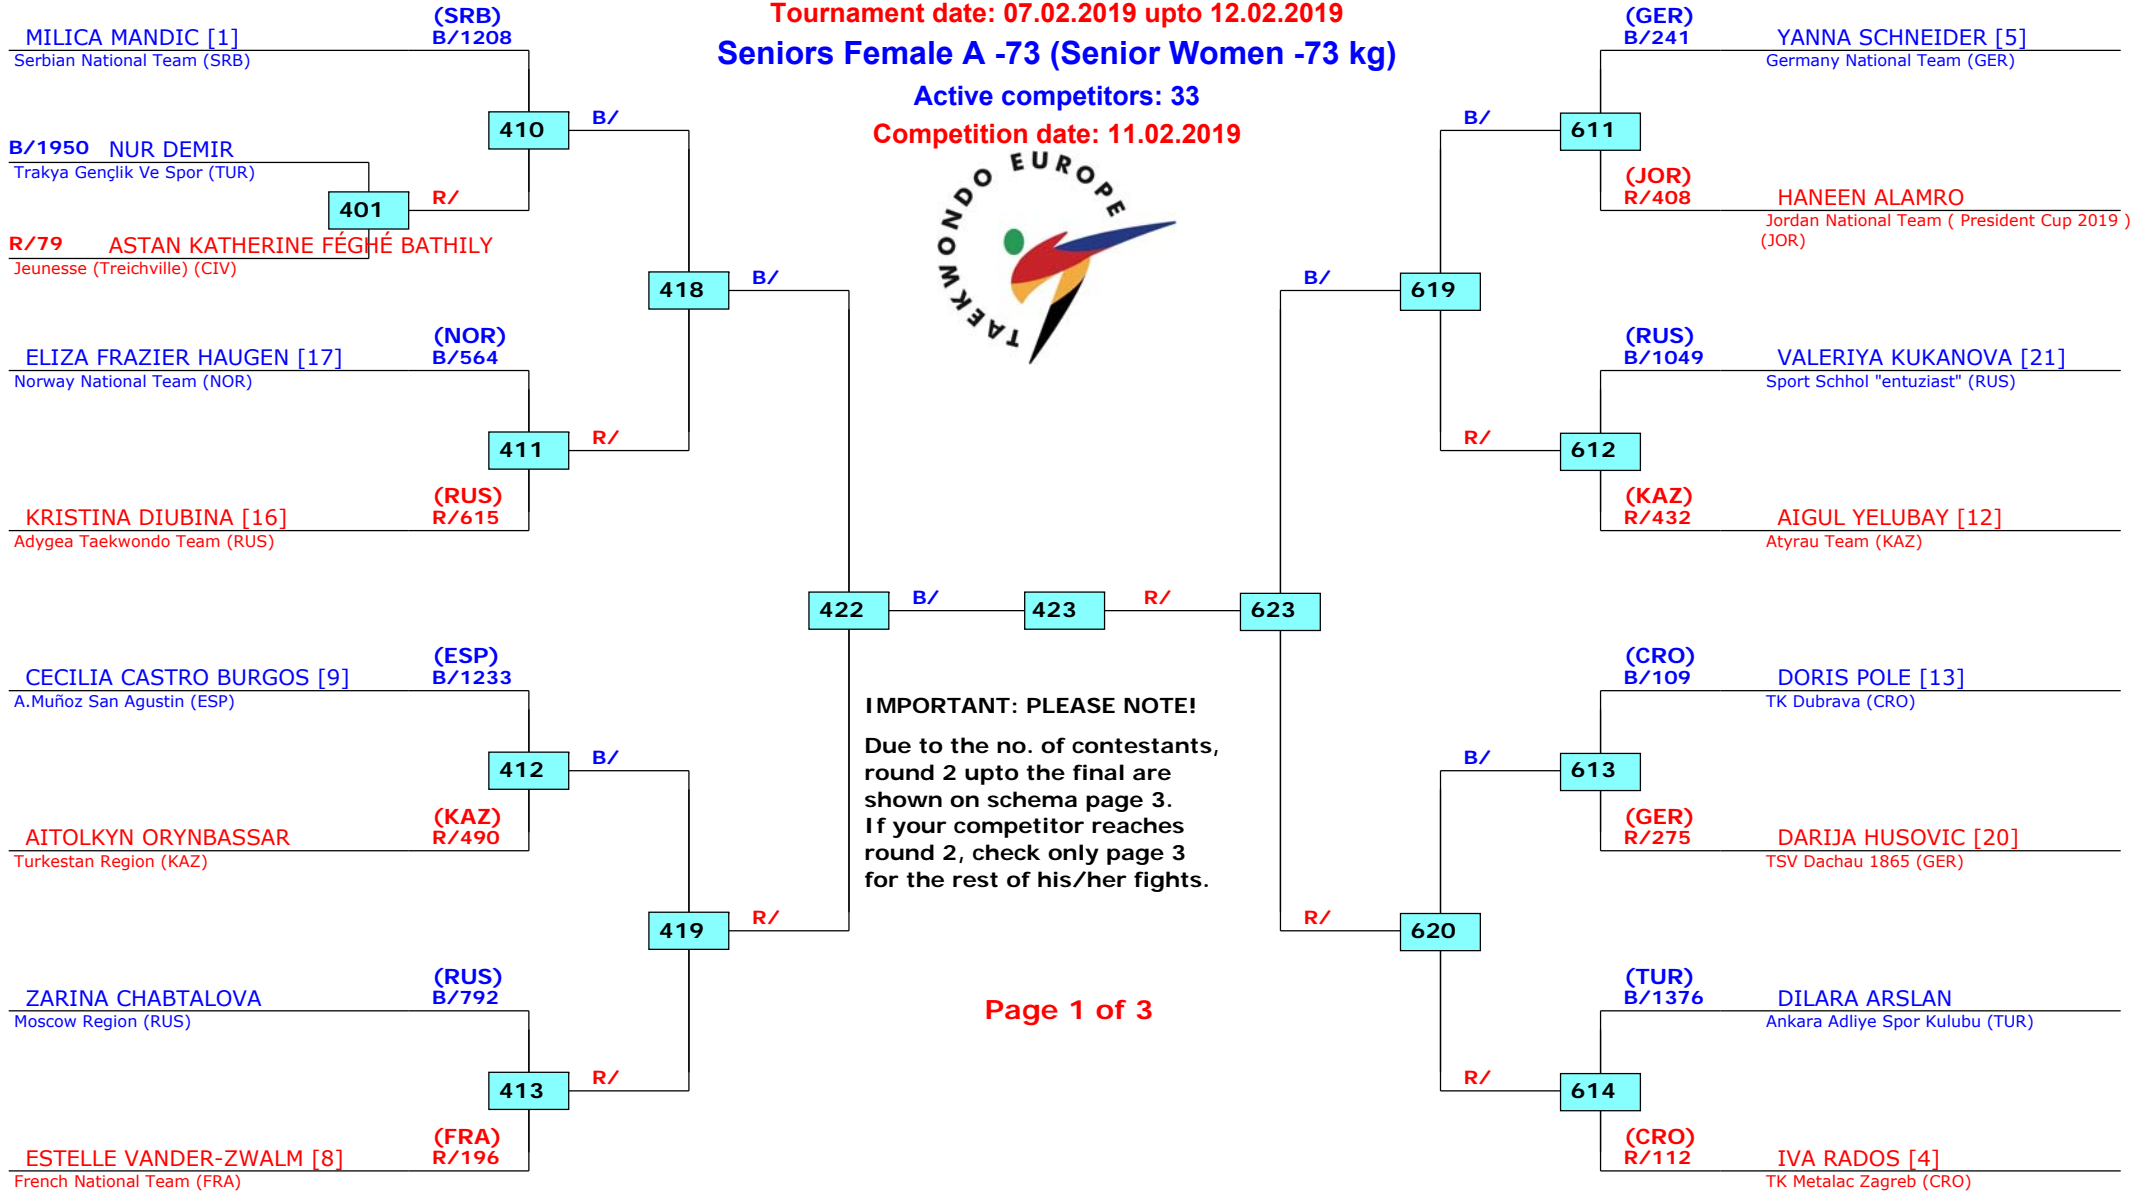 Tournament date: 07.02.2019 upto 12.02.2019
Seniors Female A -73 (Senior Women -73 kg)
Active competitors: 33
Competition date: 11.02.2019
TAEKWONDO EUROPE
(SRB)
MILICA MANDIC [1] B/1208
Serbian National Team (SRB)
410 B/
B/1950 NUR DEMIR
Trakya Gençlik Ve Spor (TUR)
401 R/
R/79 ASTAN KATHERINE FÉGHÉ BATHILY
Jeunesse (Treichville) (CIV)
418 B/
(NOR)
ELIZA FRAZIER HAUGEN [17] B/564
Norway National Team (NOR)
411 R/
(RUS)
KRISTINA DIUBINA [16] R/615
Adygea Taekwondo Team (RUS)
422 B/ 423 R/ 623
(ESP)
CECILIA CASTRO BURGOS [9] B/1233
A.Muñoz San Agustin (ESP)
412 B/
(KAZ)
AITOLKYN ORYNBASSAR R/490
Turkestan Region (KAZ)
419 R/
(RUS)
ZARINA CHABTALOVA B/792
Moscow Region (RUS)
413 R/
(FRA)
ESTELLE VANDER-ZWALM [8] R/196
French National Team (FRA)
IMPORTANT: PLEASE NOTE!
Due to the no. of contestants,
round 2 upto the final are
shown on schema page 3.
If your competitor reaches
round 2, check only page 3
for the rest of his/her fights.
Page 1 of 3
(GER)
B/241 YANNA SCHNEIDER [5]
Germany National Team (GER)
B/ 611
(JOR)
R/408 HANEEN ALAMRO
Jordan National Team ( President Cup 2019 )
(JOR)
B/ 619
(RUS)
B/1049 VALERIYA KUKANOVA [21]
Sport Schhol "entuziast" (RUS)
R/ 612
(KAZ)
R/432 AIGUL YELUBAY [12]
Atyrau Team (KAZ)
(CRO)
B/109 DORIS POLE [13]
TK Dubrava (CRO)
B/ 613
(GER)
R/275 DARIJA HUSOVIC [20]
TSV Dachau 1865 (GER)
R/ 620
(TUR)
B/1376 DILARA ARSLAN
Ankara Adliye Spor Kulubu (TUR)
R/ 614
(CRO)
R/112 IVA RADOS [4]
TK Metalac Zagreb (CRO)